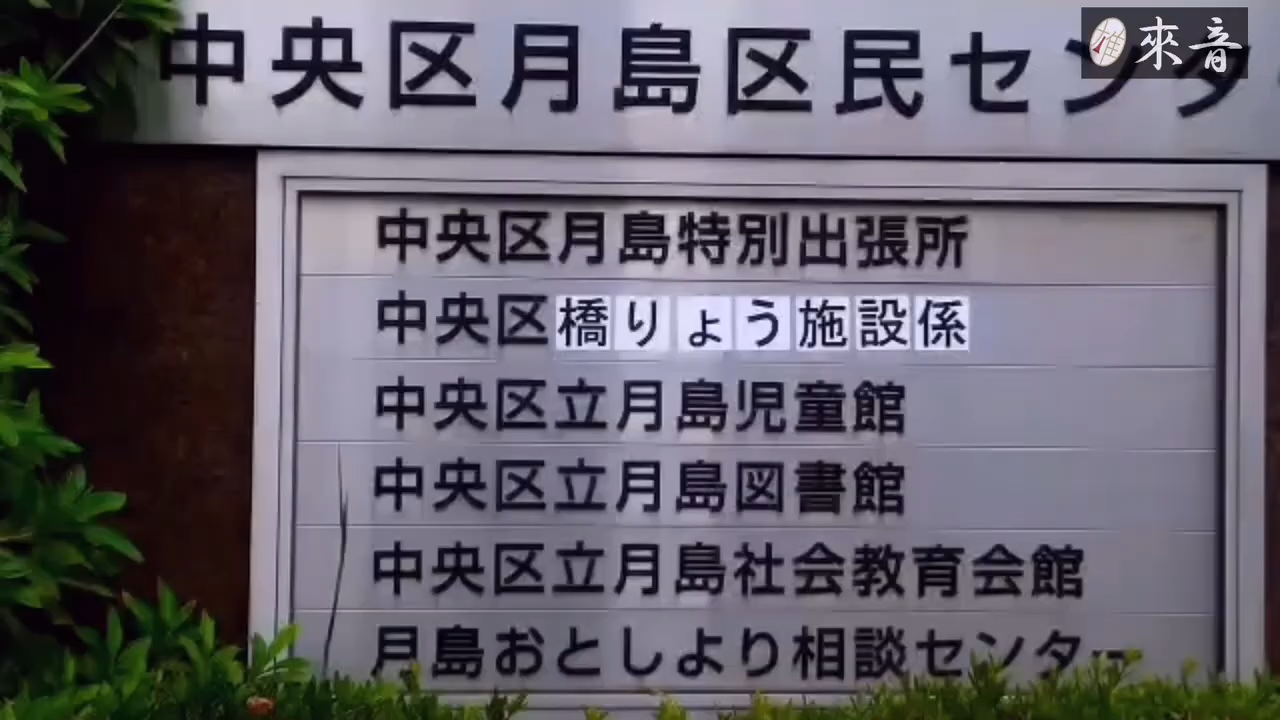 中央区月島区民センタ
來音
中央区月島特別出張所
中央区橋りょう施設係
中央区立月島児童館
中央区立月島図書館
中央区立月島社会教育会館
月島おとしより相談センター